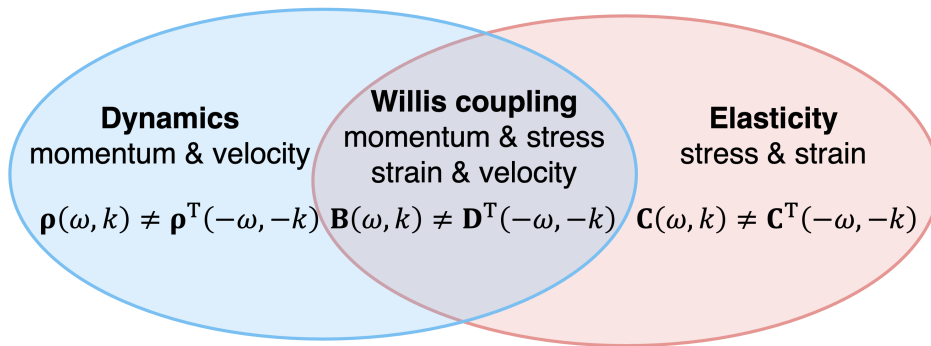 Dynamics
momentum & velocity
𝛒(ω, k) ≠ 𝛒ᵀ(−ω, −k)
Willis coupling
momentum & stress
strain & velocity
𝐁(ω, k) ≠ 𝐃ᵀ(−ω, −k)
Elasticity
stress & strain
𝐂(ω, k) ≠ 𝐂ᵀ(−ω, −k)